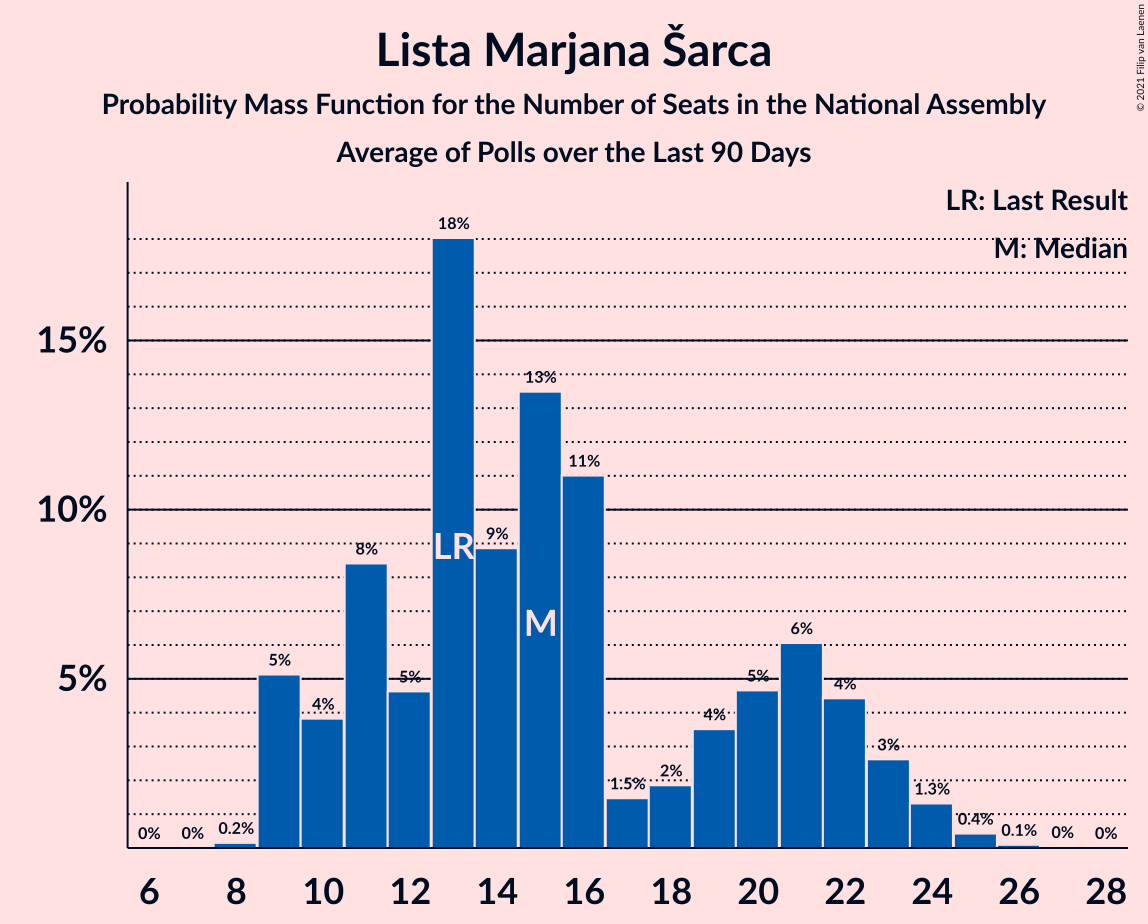 Lista Marjana Šarca
Probability Mass Function for the Number of Seats in the National Assembly
Average of Polls over the Last 90 Days
© 2021 Filip van Laenen
LR: Last Result
M: Median
15%
10%
5%
0%
0%
0.2%
5%
4%
8%
5%
18%
LR
9%
13%
M
11%
1.5%
2%
4%
5%
6%
4%
3%
1.3%
0.4%
0.1%
0%
0%
6 8 10 12 14 16 18 20 22 24 26 28